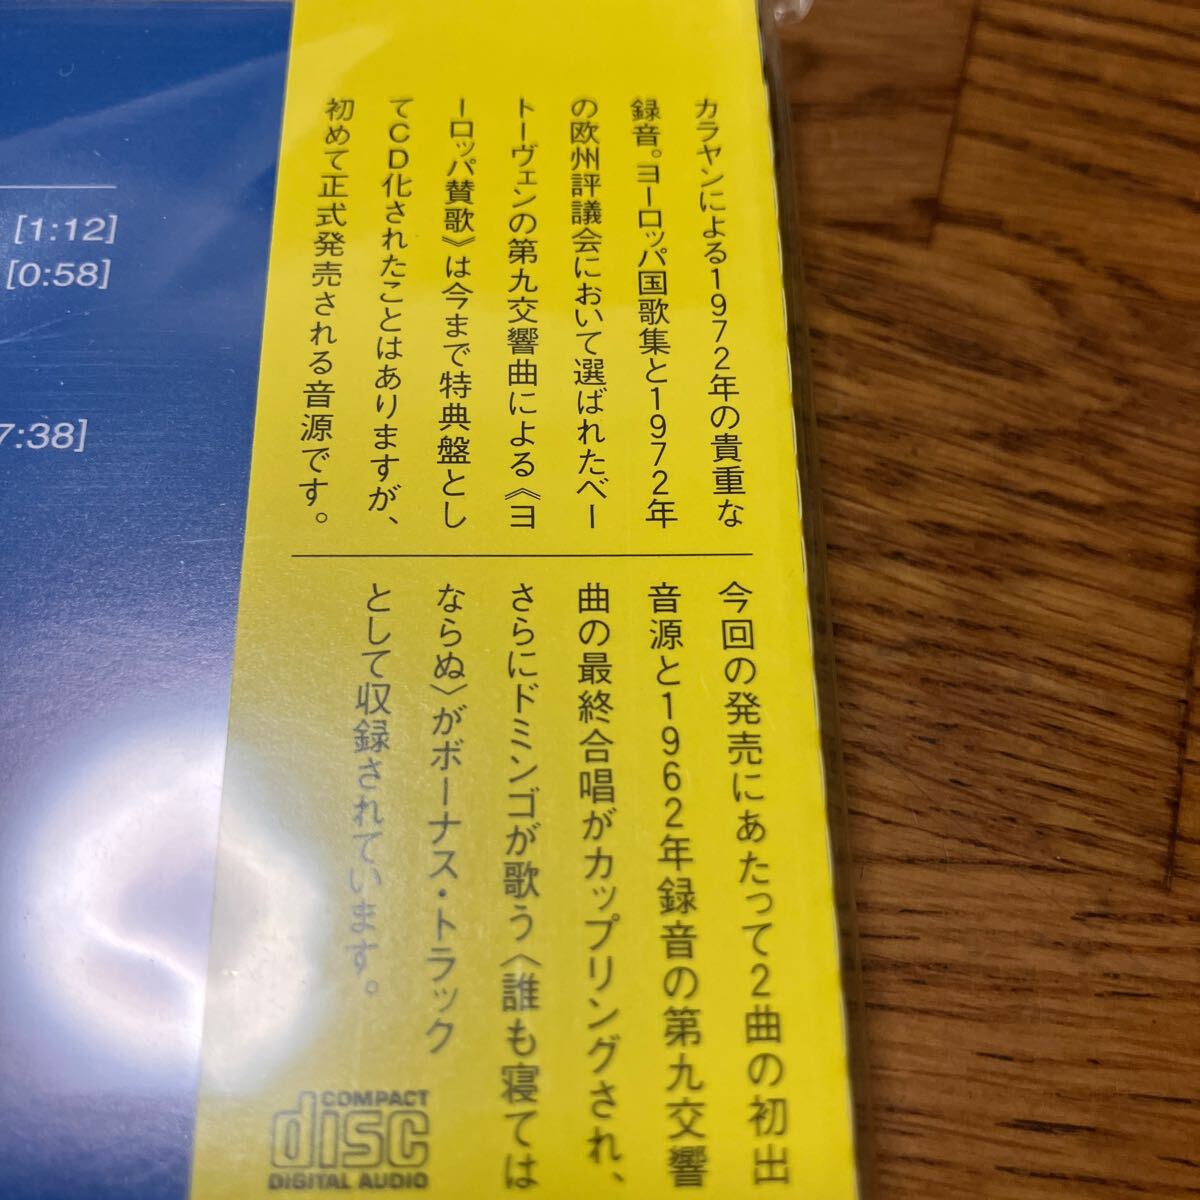 カラヤンによる1972年の貴重な
録音。ヨーロッパ国歌集と1972年
の欧州評議会において選ばれたベー
トーヴェンの第九交響曲による《ヨ
ーロッパ賛歌》は今まで特典盤とし
てCD化されたことはありますが、
初めて正式発売される音源です。
今回の発売にあたって2曲の初出
音源と1962年録音の第九交響
曲の最終合唱がカップリングされ、
さらにドミンゴが歌う〈誰も寝ては
ならぬ〉がボーナス・トラック
として収録されています。
[1:12]
[0:58]
7:38]
COMPACT
disc
DIGITAL AUDIO